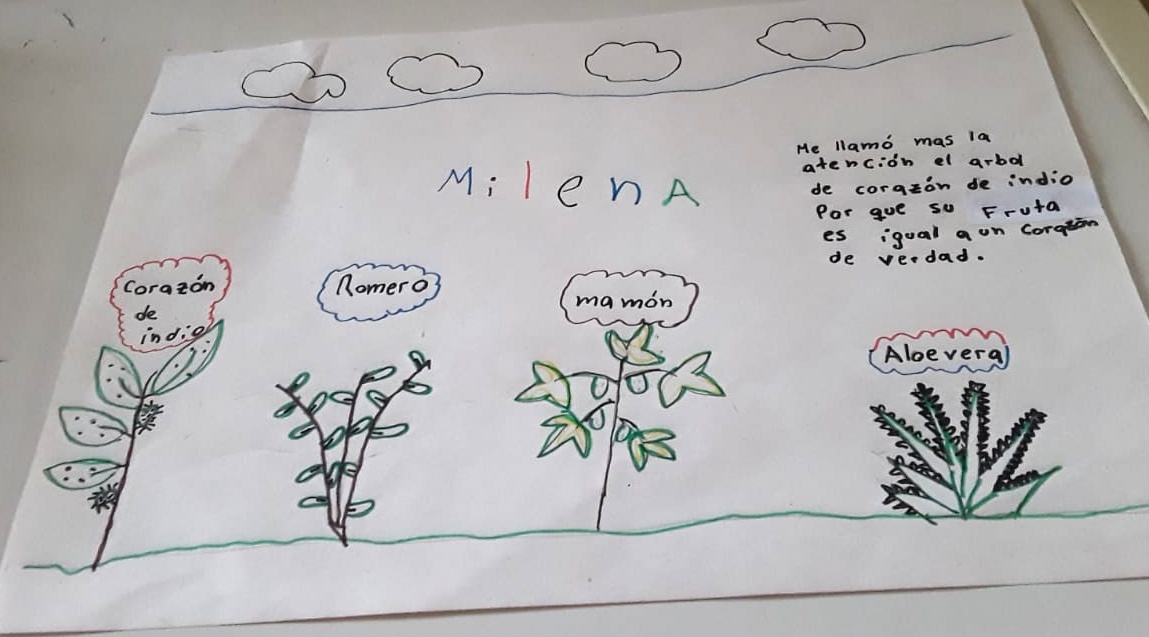 Milena
Me llamó mas la
atención el arbol
de corazón de indio
Por que su Fruta
es igual a un Corazón
de verdad.
Corazón
de
indio
Romero
mamón
Aloevera